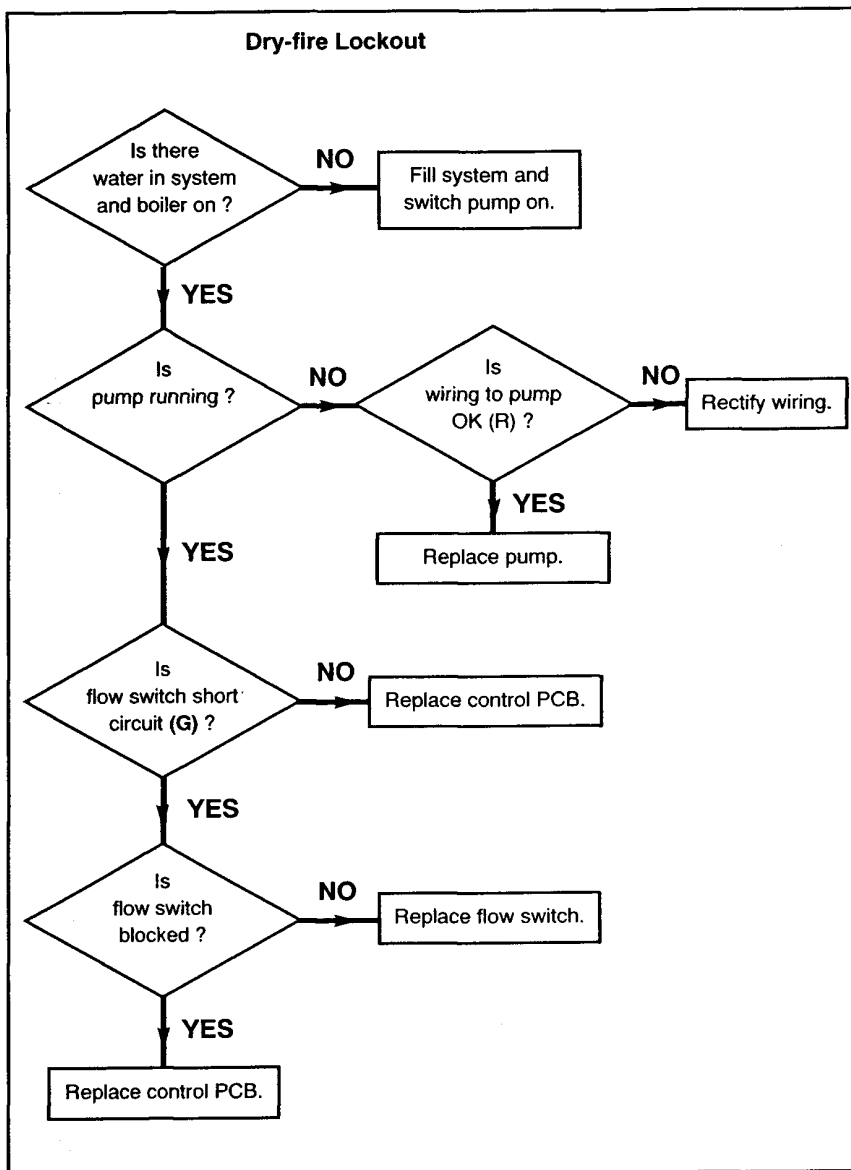 Dry-fire Lockout
Is there
water in system
and boiler on ?
NO
Fill system and
switch pump on.
YES
Is
pump running ?
NO
Is
wiring to pump
OK (R) ?
NO
Rectify wiring.
YES
Replace pump.
YES
Is
flow switch short
circuit (G) ?
NO
Replace control PCB.
YES
Is
flow switch
blocked ?
NO
Replace flow switch.
YES
Replace control PCB.